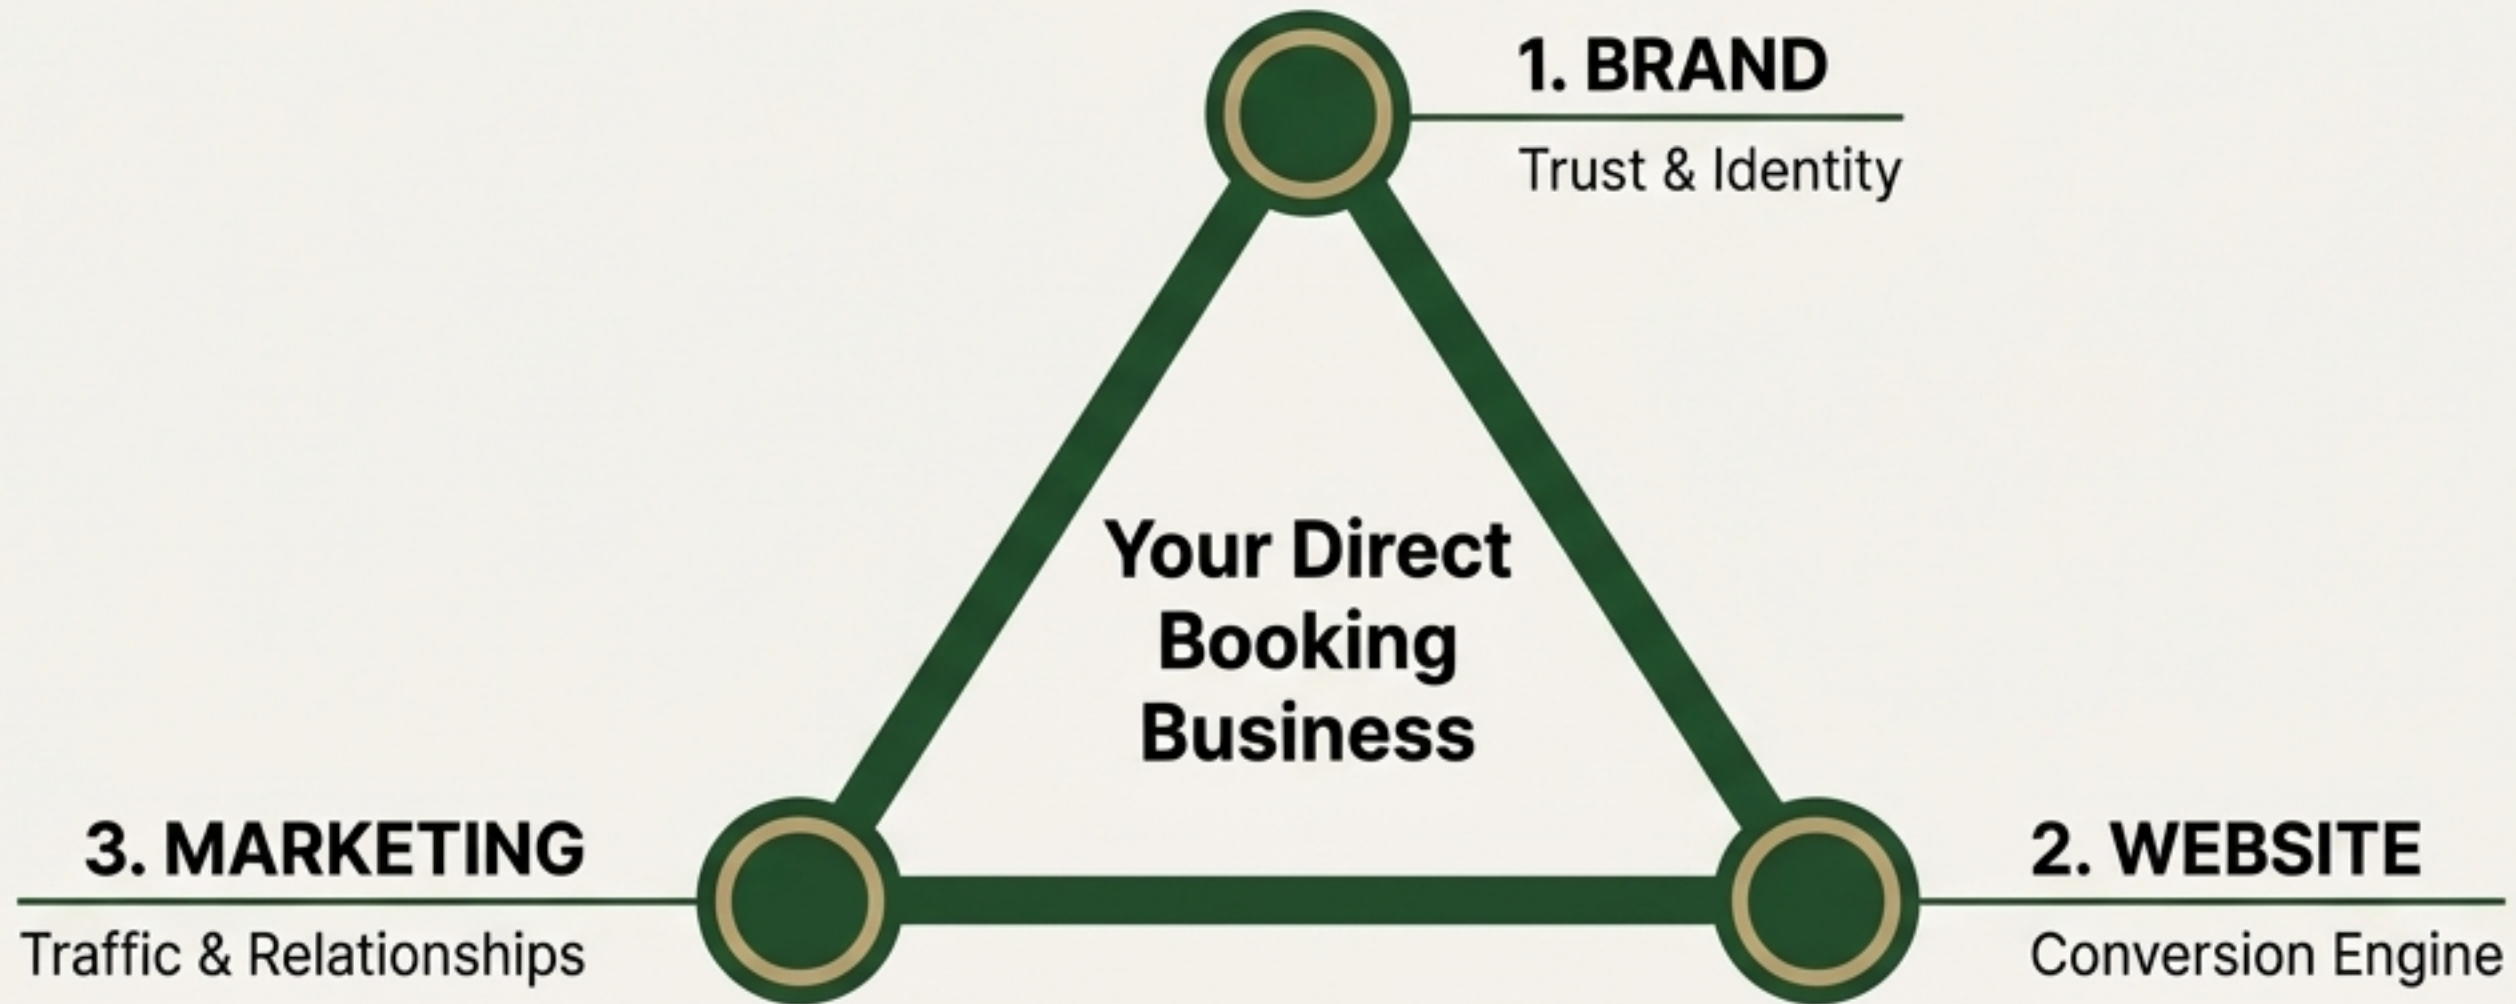 1. BRAND
Trust & Identity
Your Direct
Booking
Business
3. MARKETING
Traffic & Relationships
2. WEBSITE
Conversion Engine